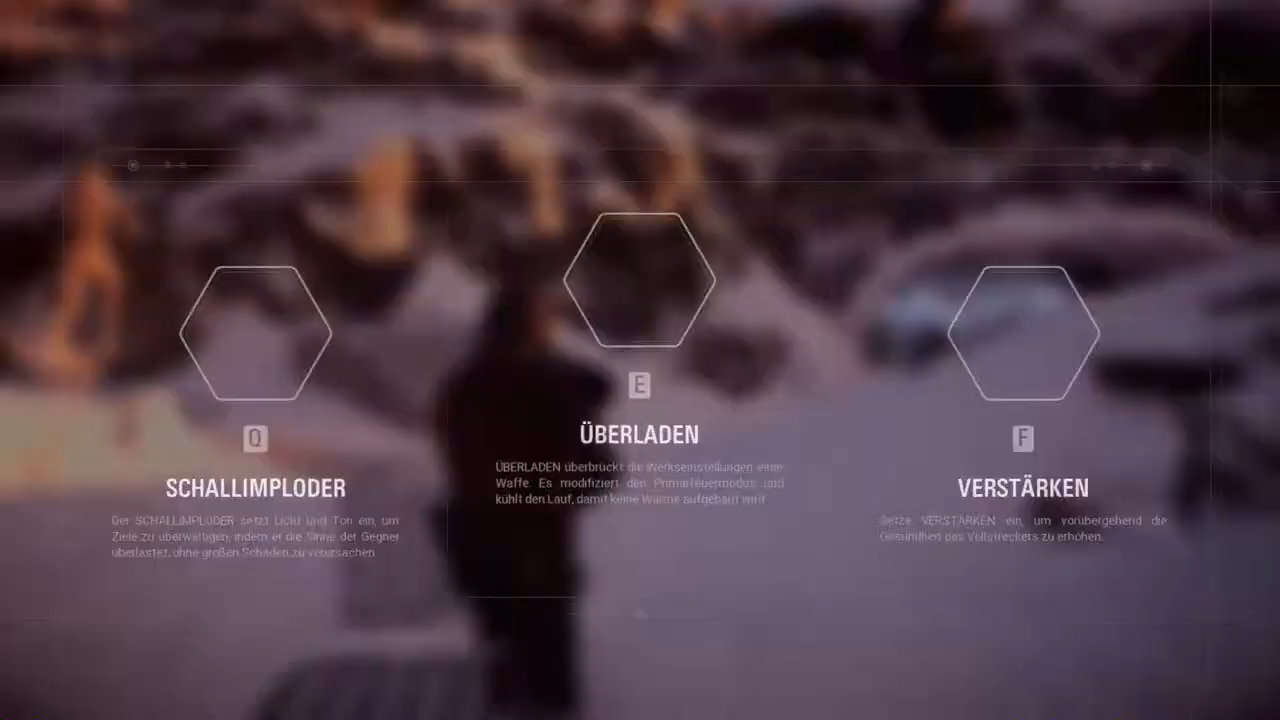 Q
SCHALLIMPLODER
Der SCHALLIMPLODER setzt Licht und Ton ein, um
Ziele zu überwältigen, indem er die Sinne der Gegner
überlastet, ohne großen Schaden zu verursachen.
E
ÜBERLADEN
ÜBERLADEN überbrückt die Werkseinstellungen einer
Waffe. Es modifiziert den Primärfeuermodus und
kühlt den Lauf, damit keine Wärme aufgebaut wird.
F
VERSTÄRKEN
Setze VERSTÄRKEN ein, um vorübergehend die
Gesundheit des Vollstreckers zu erhöhen.